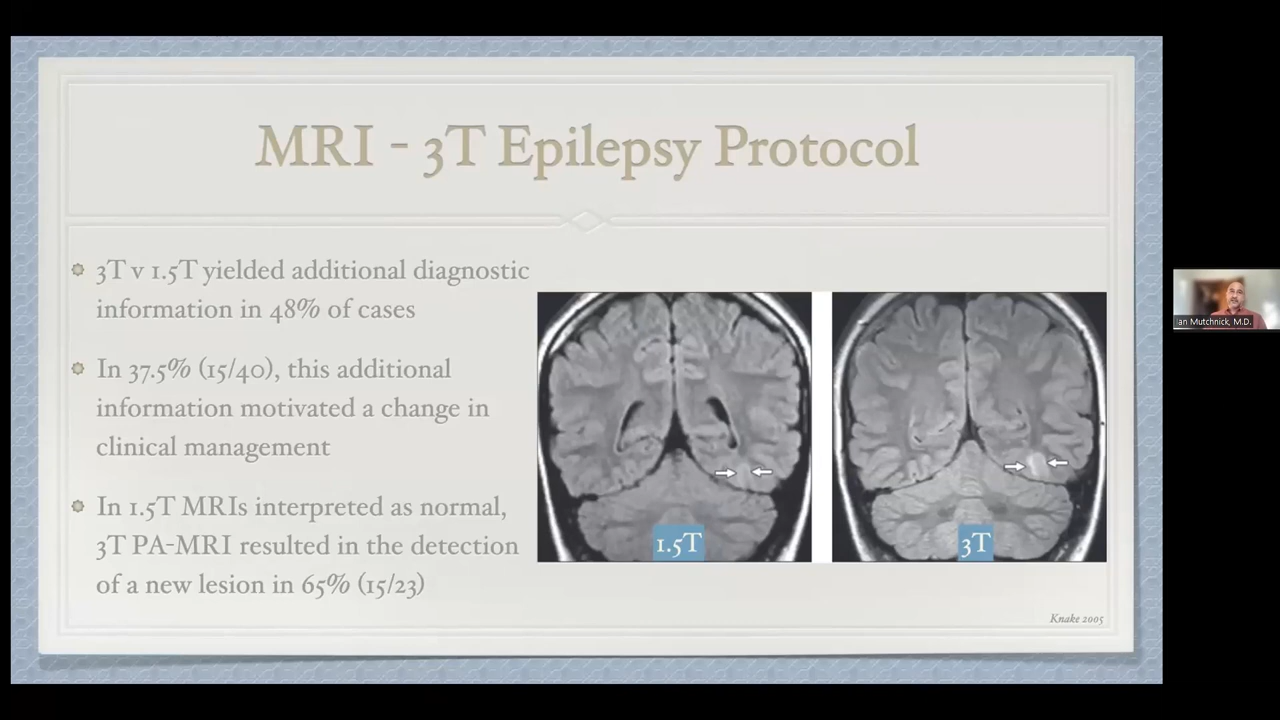 MRI - 3T Epilepsy Protocol
3T v 1.5T yielded additional diagnostic
information in 48% of cases
In 37.5% (15/40), this additional
information motivated a change in
clinical management
In 1.5T MRIs interpreted as normal,
3T PA-MRI resulted in the detection
of a new lesion in 65% (15/23)
1.5T
3T
Knake 2005
Ian Mutchnick, M.D.